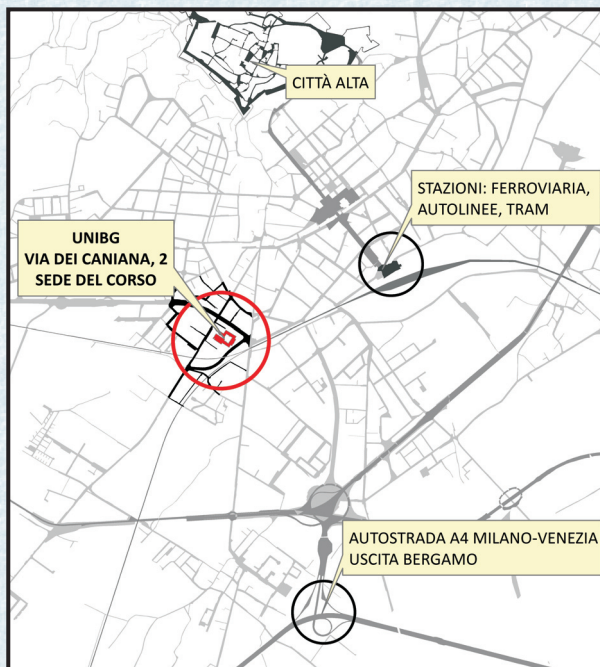 CITTÀ ALTA
STAZIONI: FERROVIARIA,
AUTOLINEE, TRAM
UNIBG
VIA DEI CANIANA, 2
SEDE DEL CORSO
AUTOSTRADA A4 MILANO-VENEZIA
USCITA BERGAMO